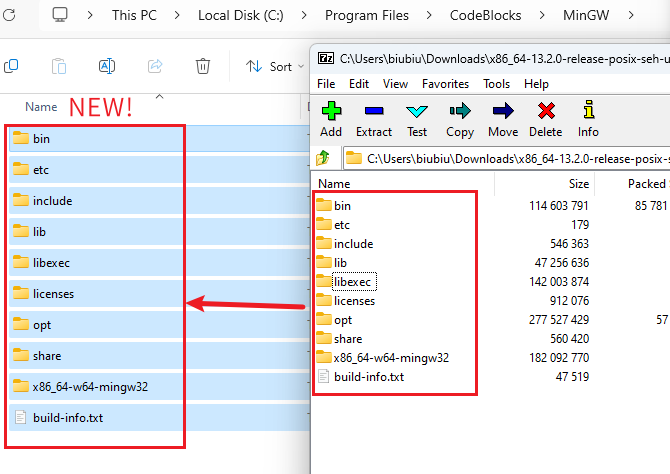 This PC > Local Disk (C:) > Program Files > CodeBlocks > MinGW >
Sort
Name
NEW!
bin
etc
include
lib
libexec
licenses
opt
share
x86_64-w64-mingw32
build-info.txt
7z C:\Users\biubiu\Downloads\x86_64-13.2.0-release-posix-seh-u
File Edit View Favorites Tools Help
Add Extract Test Copy Move Delete Info
C:\Users\biubiu\Downloads\x86_64-13.2.0-release-posix-s
Name Size Packed S
bin 114 603 791 85 781
etc 179
include 546 363
lib 47 256 636
libexec 142 003 874
licenses 912 076
opt 277 527 429 57
share 560 420
x86_64-w64-mingw32 182 092 770
build-info.txt 47 519